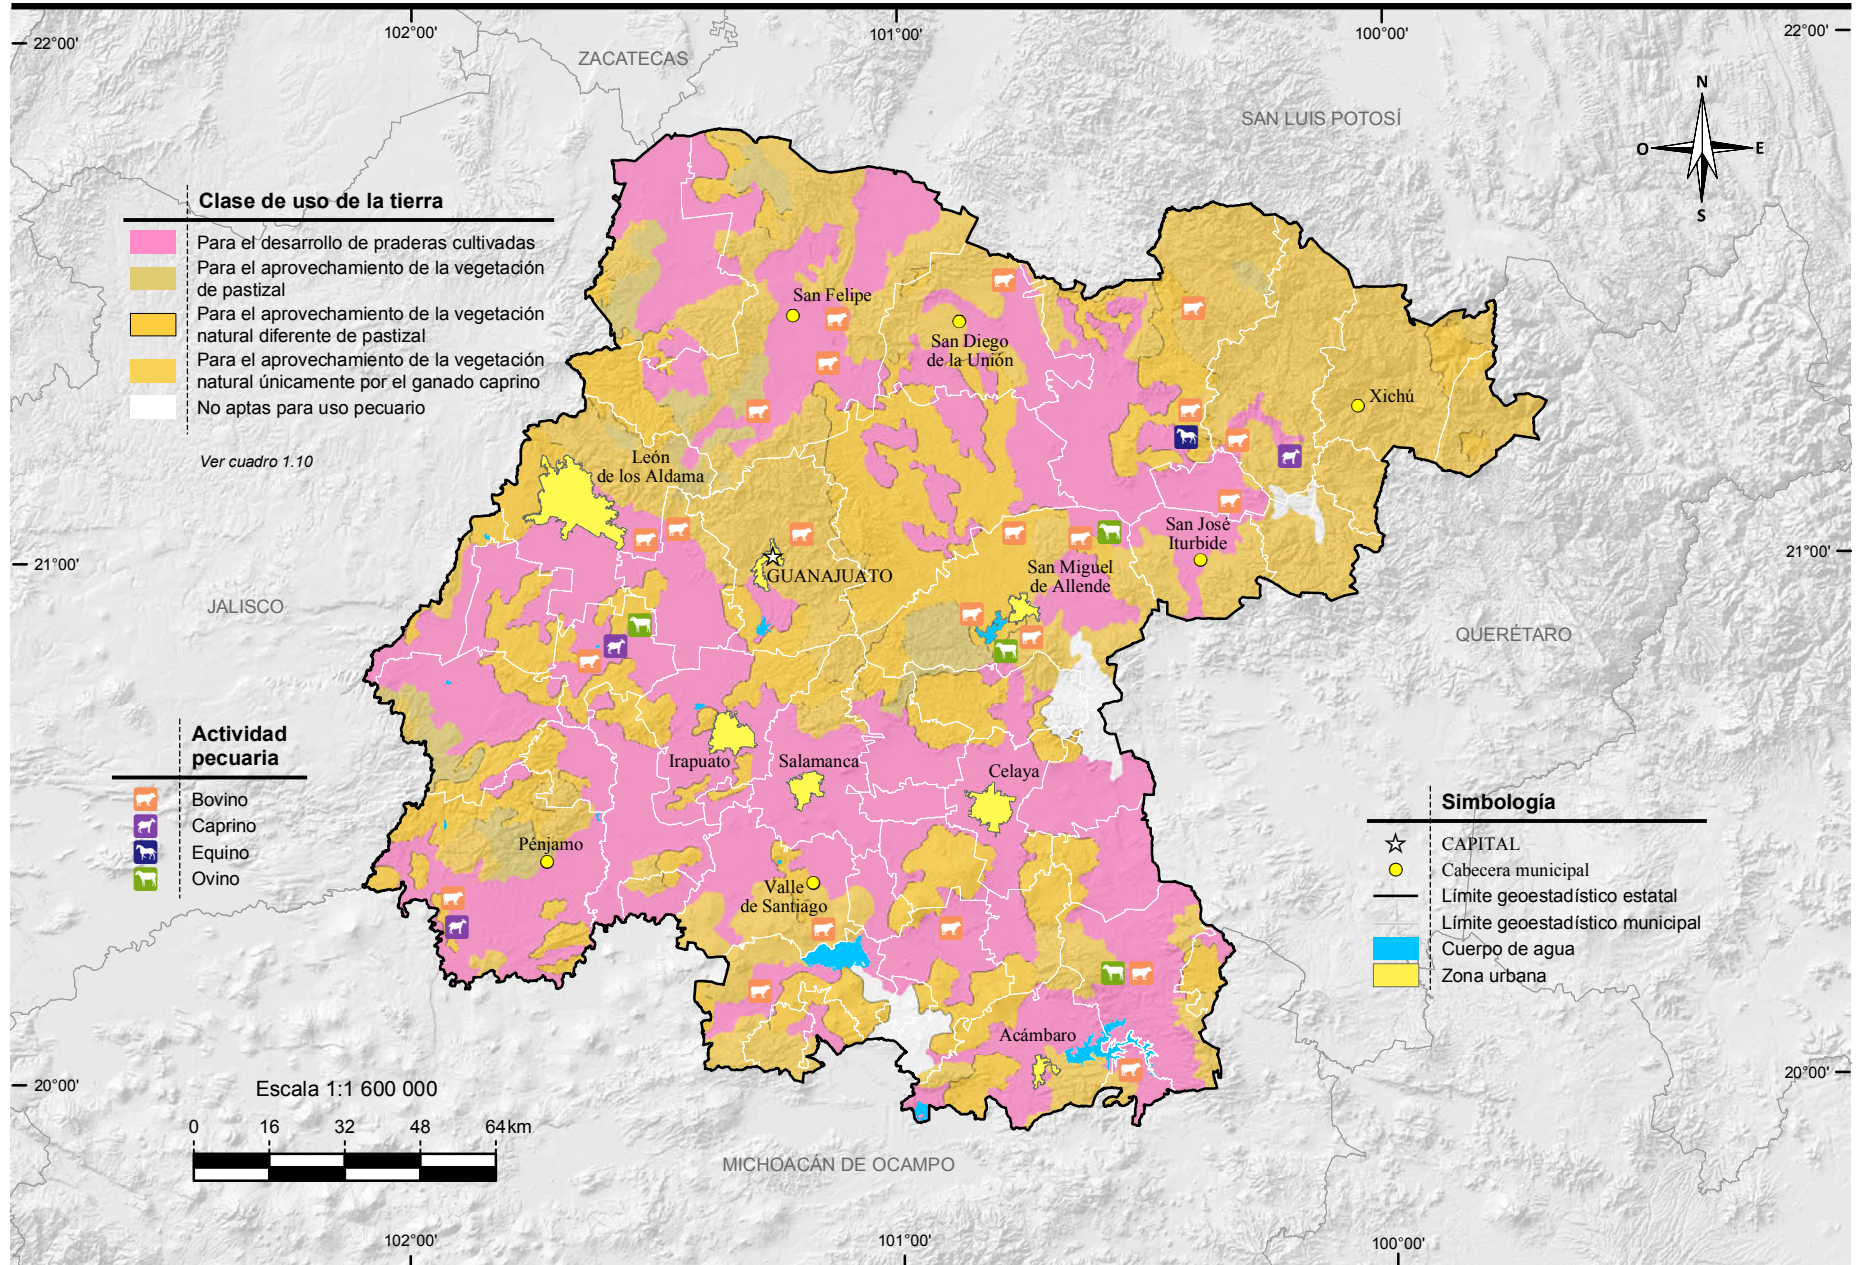 102°00'
101°00'
100°00'
22°00'
22°00'
ZACATECAS
SAN LUIS POTOSÍ
N
O
E
S
Clase de uso de la tierra
Para el desarrollo de praderas cultivadas
Para el aprovechamiento de la vegetación
de pastizal
Para el aprovechamiento de la vegetación
natural diferente de pastizal
Para el aprovechamiento de la vegetación
natural únicamente por el ganado caprino
No aptas para uso pecuario
Ver cuadro 1.10
San Felipe
San Diego
de la Unión
Xichú
León
de los Aldama
San José
Iturbide
21°00'
21°00'
GUANAJUATO
San Miguel
de Allende
JALISCO
QUERÉTARO
Actividad
pecuaria
Bovino
Caprino
Equino
Ovino
Irapuato
Salamanca
Celaya
Pénjamo
Valle
de Santiago
Simbología
CAPITAL
Cabecera municipal
Límite geoestadístico estatal
Límite geoestadístico municipal
Cuerpo de agua
Zona urbana
Acámbaro
20°00'
20°00'
Escala 1:1 600 000
0 16 32 48 64 km
MICHOACÁN DE OCAMPO
102°00'
101°00'
100°00'